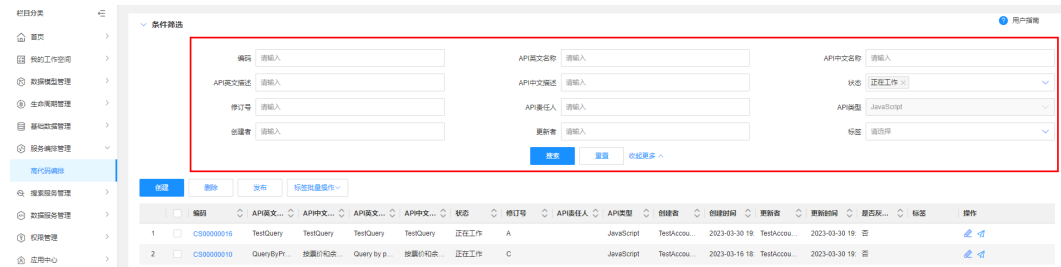 栏目分类
首页
我的工作空间
数据模型管理
生命周期管理
基础数据管理
服务编排管理
高代码编排
搜索服务管理
数据服务管理
权限管理
应用中心
条件筛选
? 用户指南
编码 请输入 API英文名称 请输入 API中文名称 请输入
API英文描述 请输入 API中文描述 请输入 状态 正在工作 ×
修订号 请输入 API责任人 请输入 API类型 JavaScript
创建者 请输入 更新者 请输入 标签 请选择
搜索 重置 收起更多
创建 删除 发布 标签批量操作
编码 API英文... API中文... API英文... API中文... 状态 修订号 API责任人 API类型 创建者 创建时间 更新者 更新时间 是否灰... 标签 操作
1 CS00000016 TestQuery TestQuery TestQuery TestQuery 正在工作 A JavaScript TestAccou... 2023-03-30 19: TestAccou... 2023-03-30 19: 否
2 CS00000010 QueryByPr... 按票价和余... Query by p... 按票价和余... 正在工作 C JavaScript TestAccou... 2023-03-16 18: TestAccou... 2023-03-30 19: 否